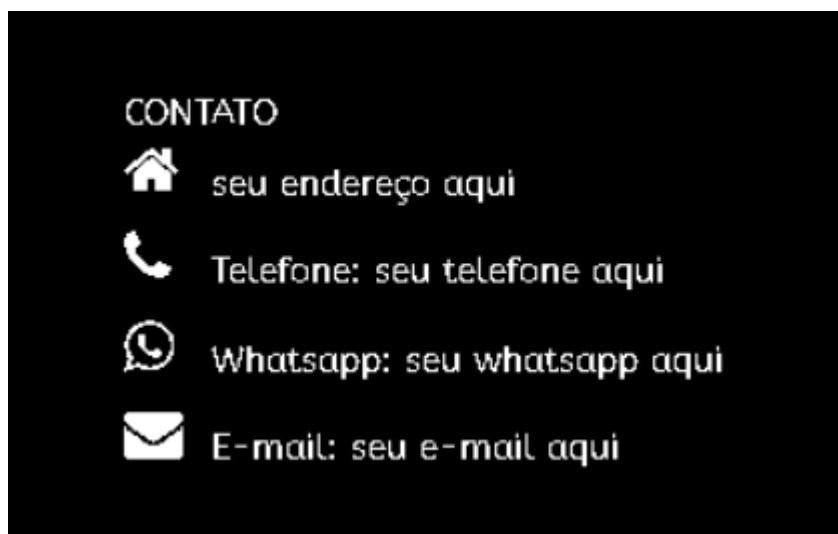 CONTATO
seu endereço aqui
Telefone: seu telefone aqui
Whatsapp: seu whatsapp aqui
E-mail: seu e-mail aqui